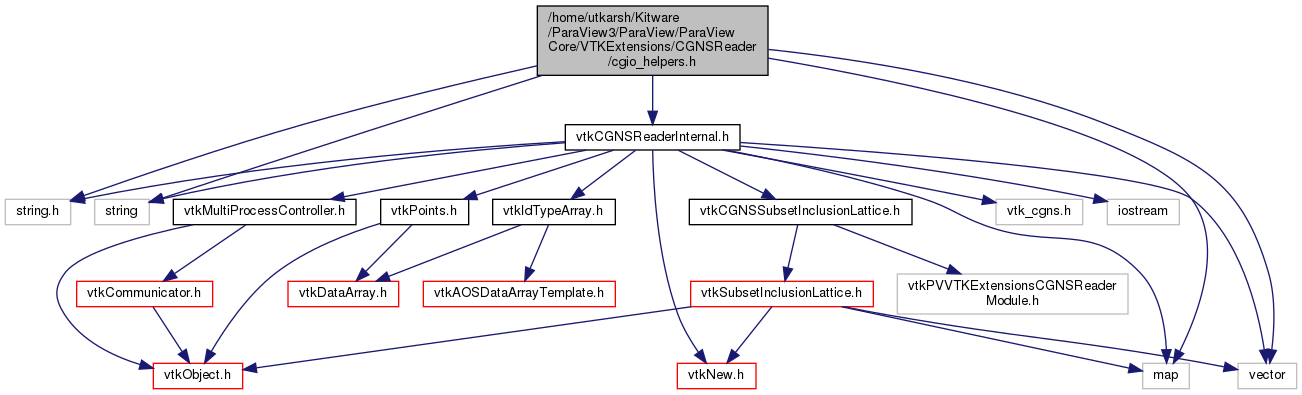 /home/utkarsh/Kitware
/ParaView3/ParaView/ParaView
Core/VTKExtensions/CGNSReader
/cgio_helpers.h
vtkCGNSReaderInternal.h
string.h
string
vtkMultiProcessController.h
vtkPoints.h
vtkIdTypeArray.h
vtkCGNSSubsetInclusionLattice.h
vtk_cgns.h
iostream
vtkCommunicator.h
vtkDataArray.h
vtkAOSDataArrayTemplate.h
vtkSubsetInclusionLattice.h
vtkPVVTKExtensionsCGNSReader
Module.h
vtkObject.h
vtkNew.h
map
vector